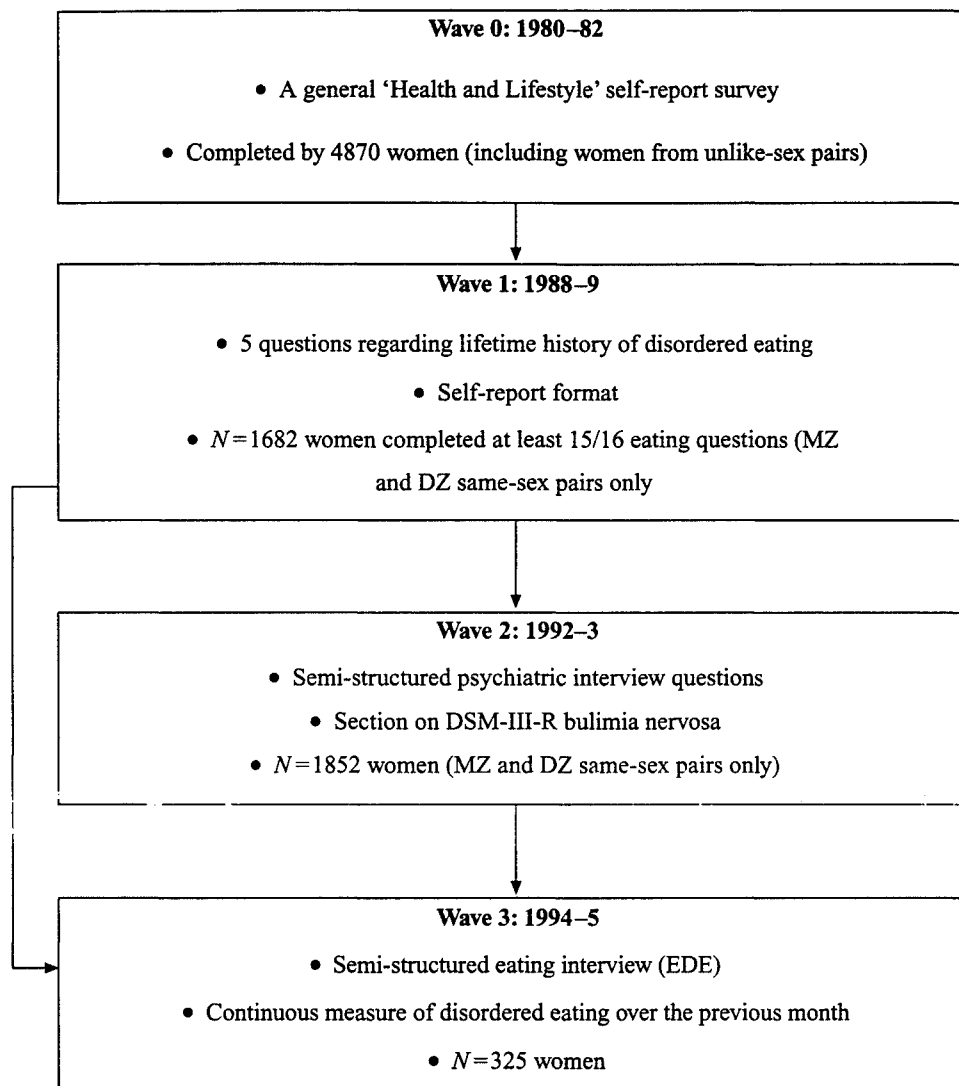 Wave 0: 1980–82
• A general ‘Health and Lifestyle’ self-report survey
• Completed by 4870 women (including women from unlike-sex pairs)
Wave 1: 1988–9
• 5 questions regarding lifetime history of disordered eating
• Self-report format
• N=1682 women completed at least 15/16 eating questions (MZ
and DZ same-sex pairs only
Wave 2: 1992–3
• Semi-structured psychiatric interview questions
• Section on DSM-III-R bulimia nervosa
• N=1852 women (MZ and DZ same-sex pairs only)
Wave 3: 1994–5
• Semi-structured eating interview (EDE)
• Continuous measure of disordered eating over the previous month
• N=325 women